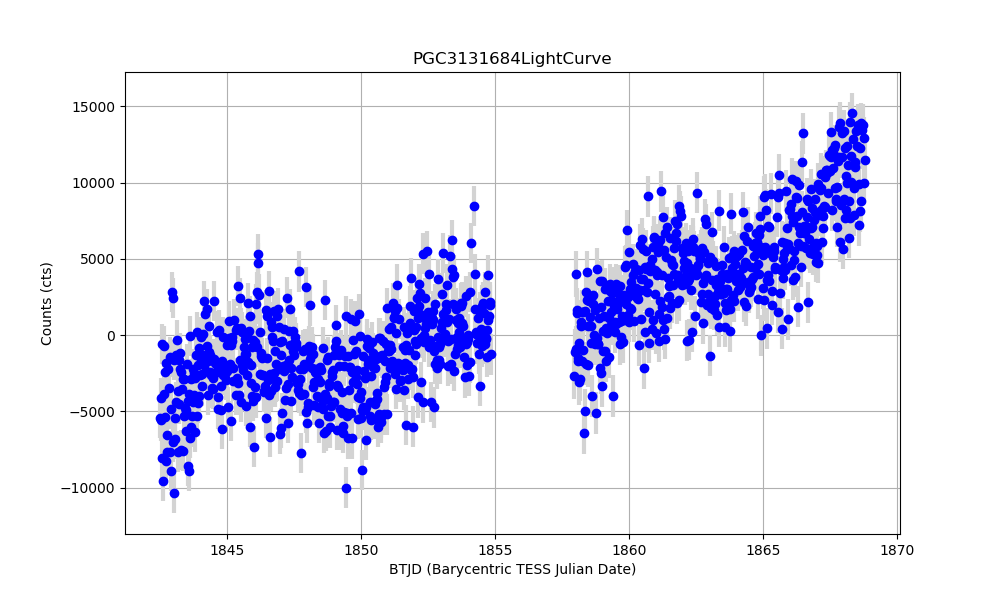 PGC3131684LightCurve
15000
10000
5000
0
−5000
−10000
Counts (cts)
1845 1850 1855 1860 1865 1870
BTJD (Barycentric TESS Julian Date)